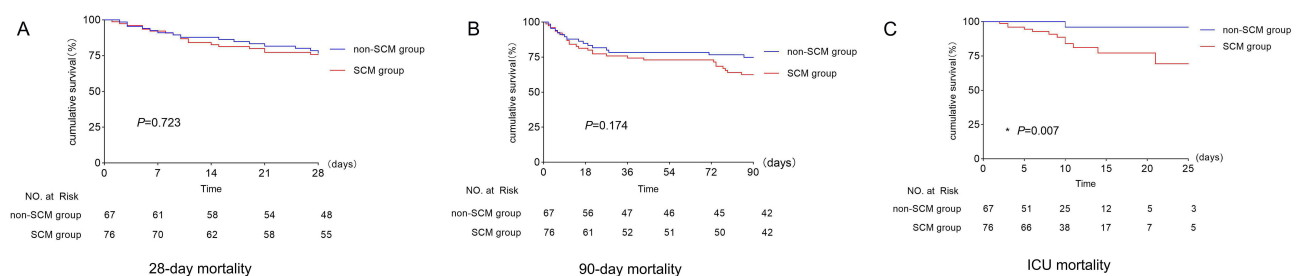 A
cumulative survival(%)
100
75
50
25
0
non-SCM group
SCM group
P=0.723
0 7 14 21 28
(days)
Time
NO. at Risk
non-SCM group 67 61 58 54 48
SCM group 76 70 62 58 55
28-day mortality
B
cumulative survival(%)
100
75
50
25
0
non-SCM group
SCM group
P=0.174
0 18 36 54 72 90
(days)
Time
NO. at Risk
non-SCM group 67 56 47 46 45 42
SCM group 76 61 52 51 50 42
90-day mortality
C
cumulative survival(%)
100
75
50
25
0
non-SCM group
SCM group
* P=0.007
0 5 10 15 20 25
(days)
Time
NO. at Risk
non-SCM group 67 51 25 12 5 3
SCM group 76 66 38 17 7 5
ICU mortality